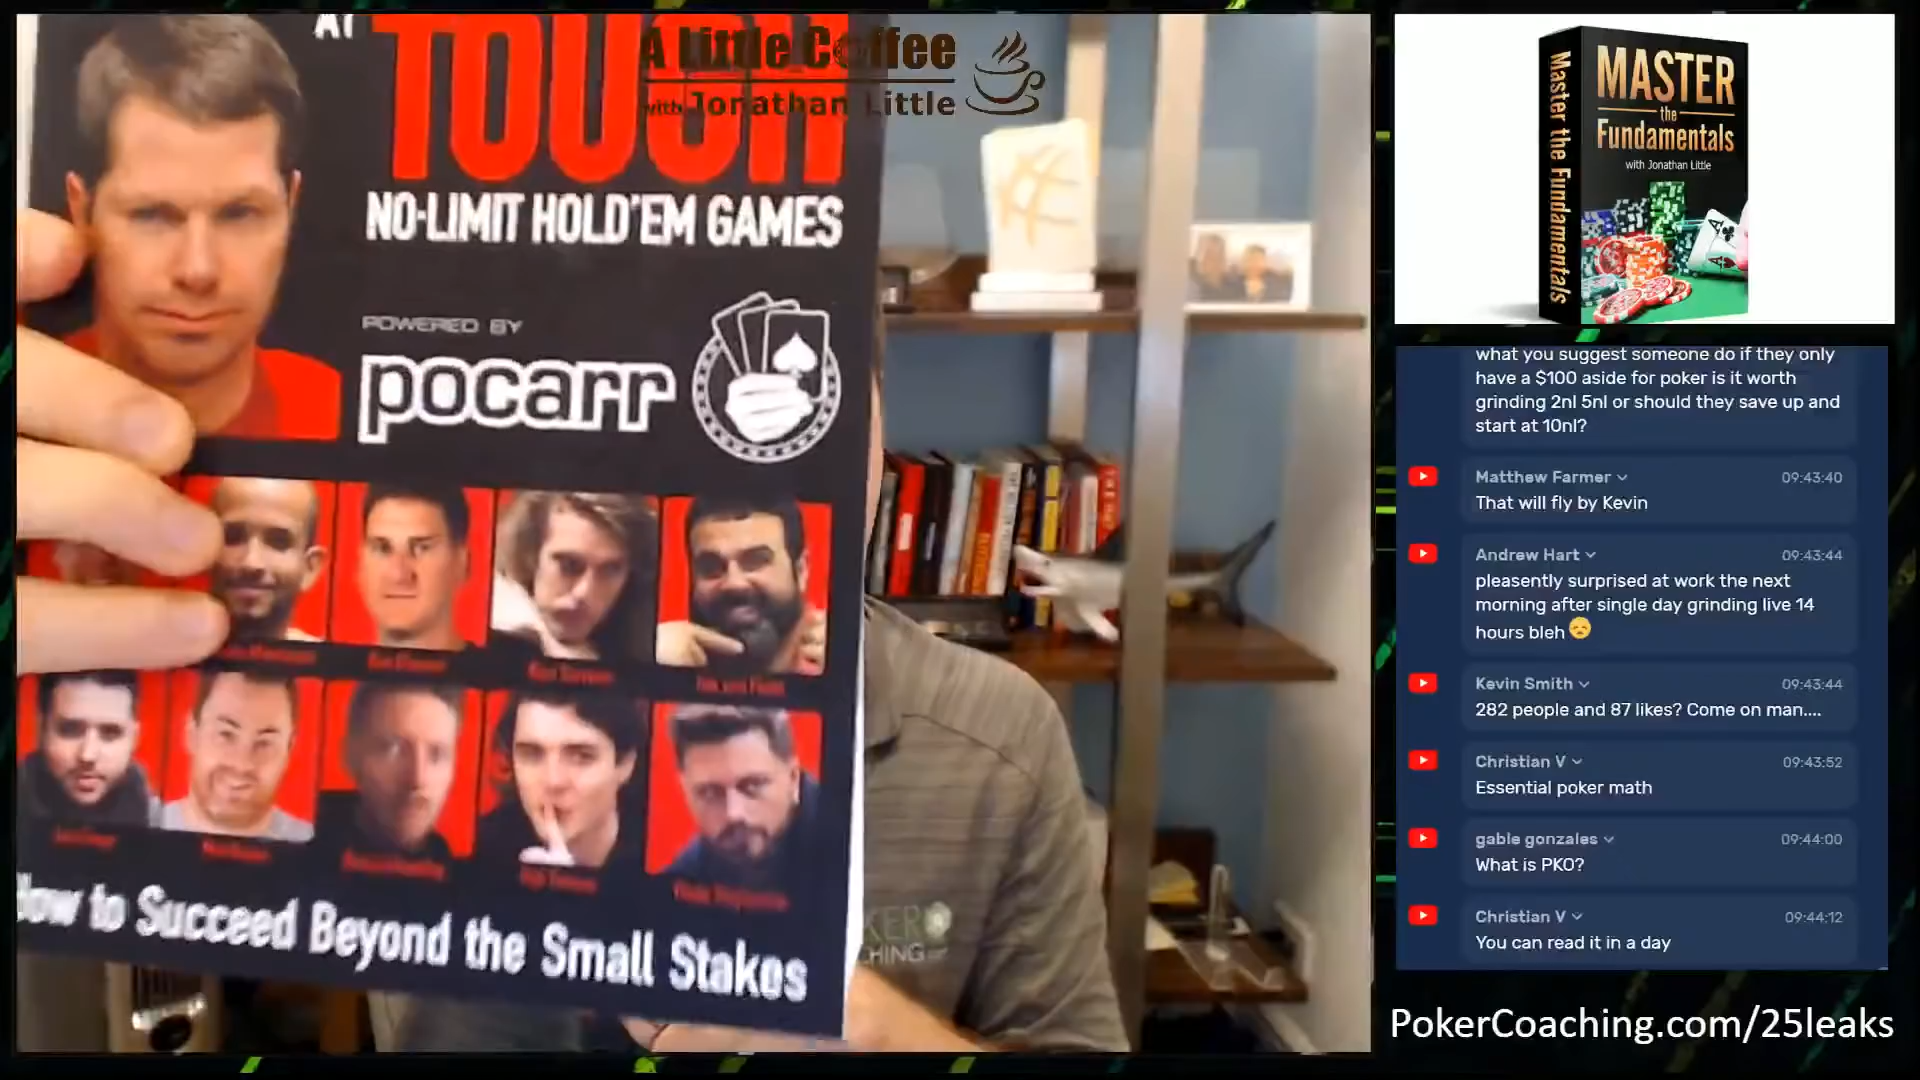 AT
TOUGH
NO-LIMIT HOLD'EM GAMES
POWERED BY
pocarr
How to Succeed Beyond the Small Stakes
A Little Coffee
with Jonathan Little
MASTER
the
Fundamentals
with Jonathan Little
Master the Fundamentals
what you suggest someone do if they only
have a $100 aside for poker is it worth
grinding 2nl 5nl or should they save up and
start at 10nl?
Matthew Farmer 09:43:40
That will fly by Kevin
Andrew Hart 09:43:44
pleasently surprised at work the next
morning after single day grinding live 14
hours bleh
Kevin Smith 09:43:44
282 people and 87 likes? Come on man....
Christian V 09:43:52
Essential poker math
gable gonzales 09:44:00
What is PKO?
Christian V 09:44:12
You can read it in a day
PokerCoaching.com/25leaks